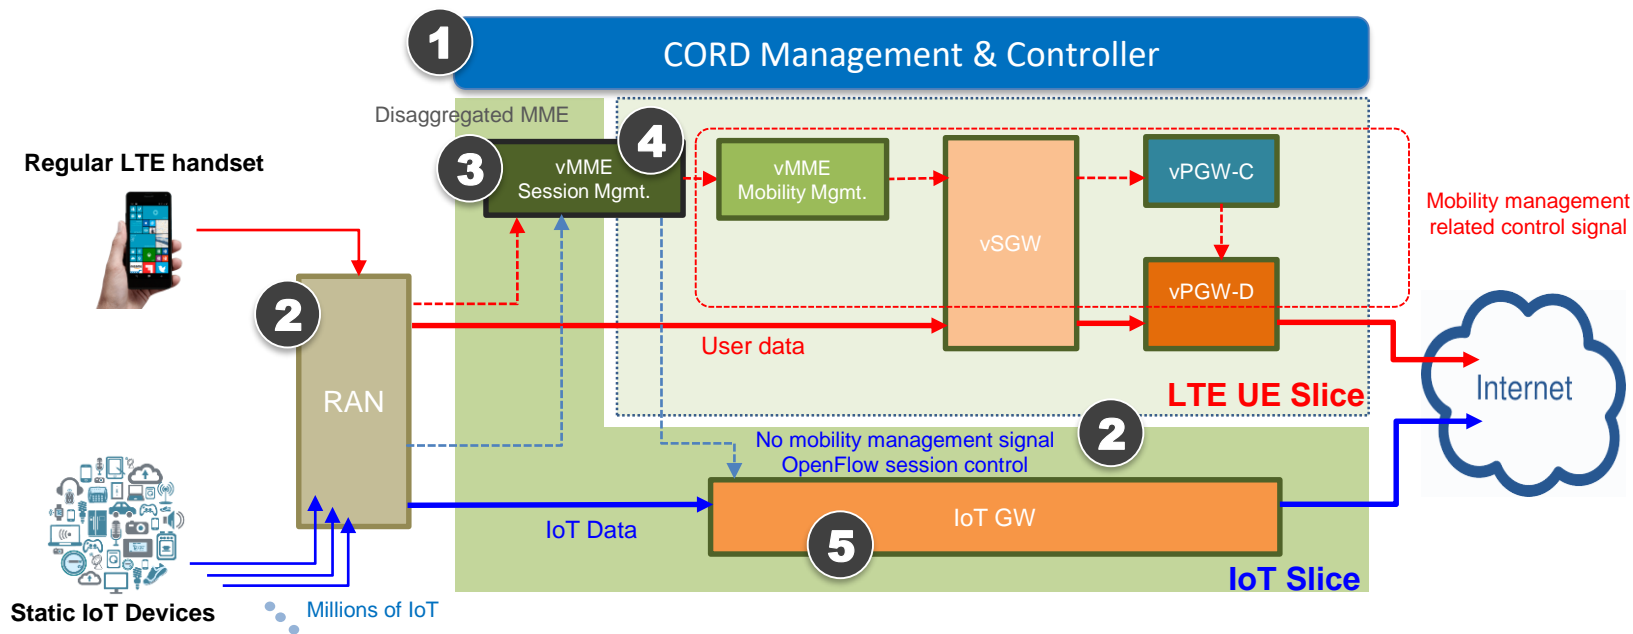 1
CORD Management & Controller
Disaggregated MME
4
3
vMME
Session Mgmt.
vMME
Mobility Mgmt.
vSGW
vPGW-C
vPGW-D
Mobility management
related control signal
Regular LTE handset
2
RAN
User data
LTE UE Slice
Internet
No mobility management signal
OpenFlow session control
2
IoT Data
IoT GW
5
IoT Slice
Static IoT Devices
Millions of IoT